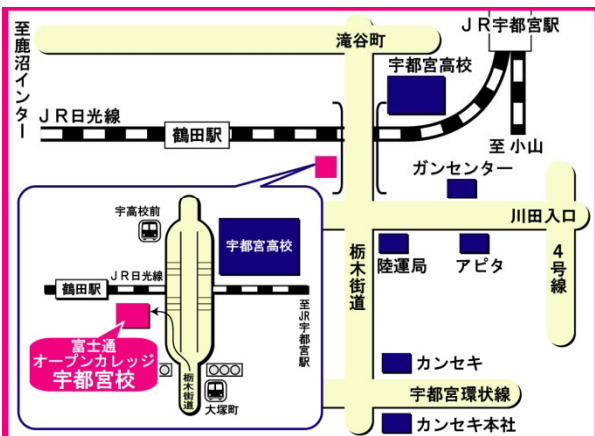 至鹿沼インター
滝谷町
JR宇都宮駅
宇都宮高校
JR日光線
鶴田駅
至 小山
ガンセンター
川田入口
栃木街道
陸運局
アピタ
4号線
宇高校前
宇都宮高校
JR日光線
鶴田駅
至JR宇都宮駅
富士通
オープンカレッジ
宇都宮校
栃木街道
大塚町
カンセキ
宇都宮環状線
カンセキ本社